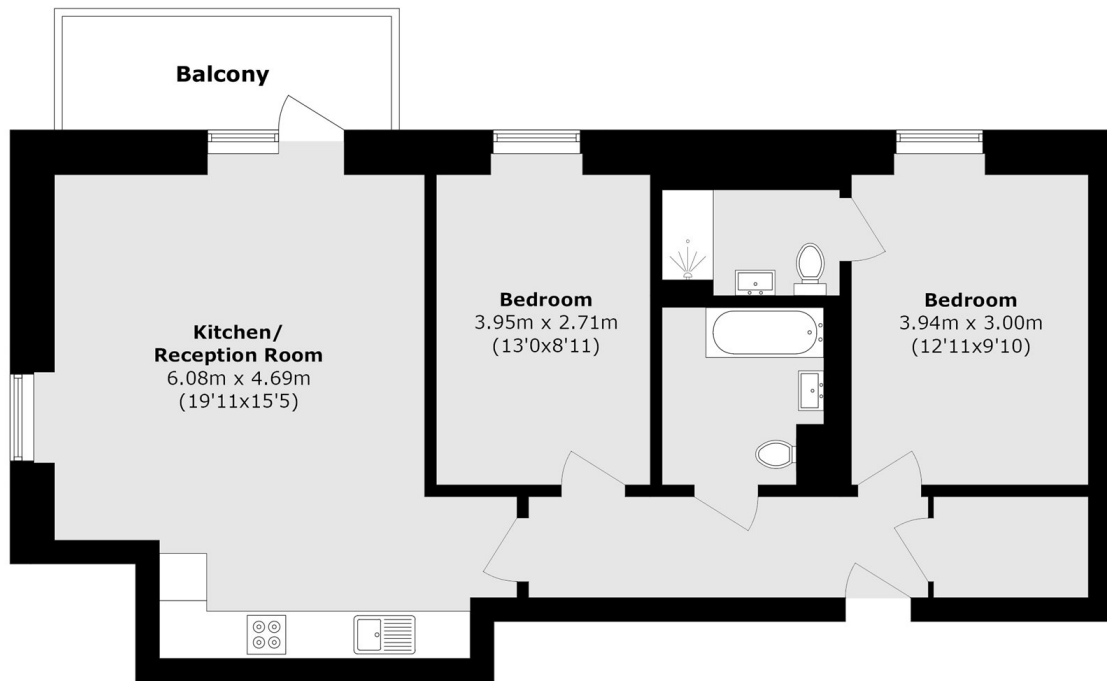 Balcony
Kitchen/
Reception Room
6.08m x 4.69m
(19'11x15'5)
Bedroom
3.95m x 2.71m
(13'0x8'11)
Bedroom
3.94m x 3.00m
(12'11x9'10)